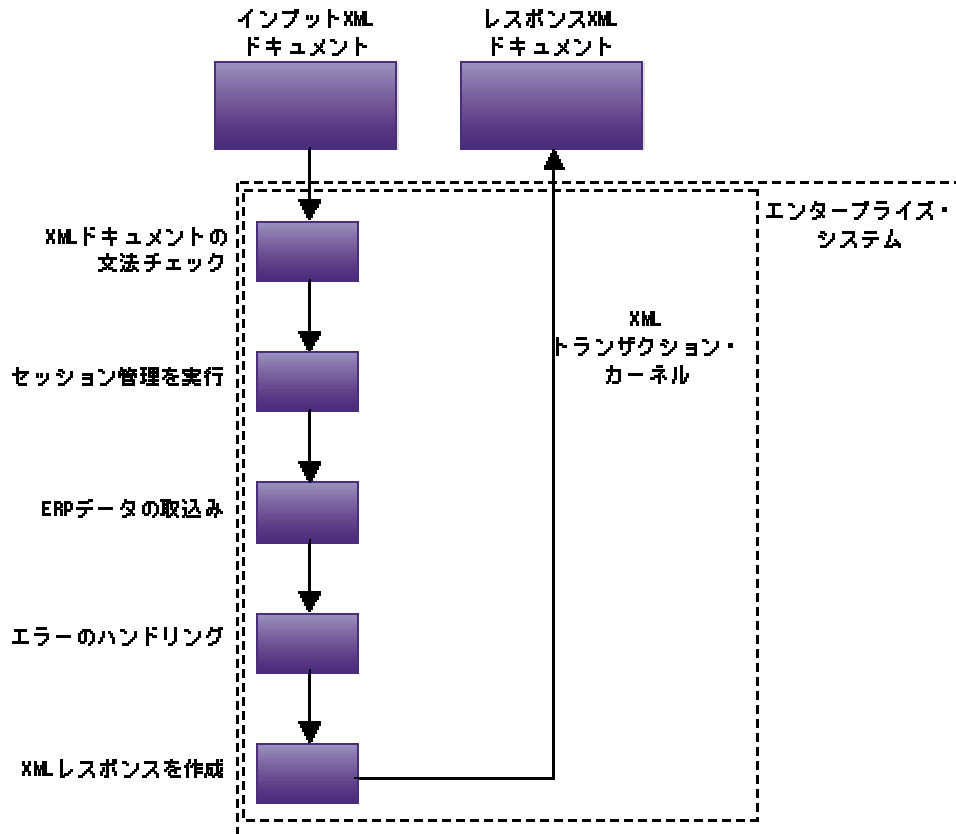 インプットXML
ドキュメント
レスポンスXML
ドキュメント
エンタープライズ・
システム
XMLドキュメントの
文法チェック
XML
トランザクション・
カーネル
セッション管理を実行
ERPデータの取込み
エラーのハンドリング
XMLレスポンスを作成